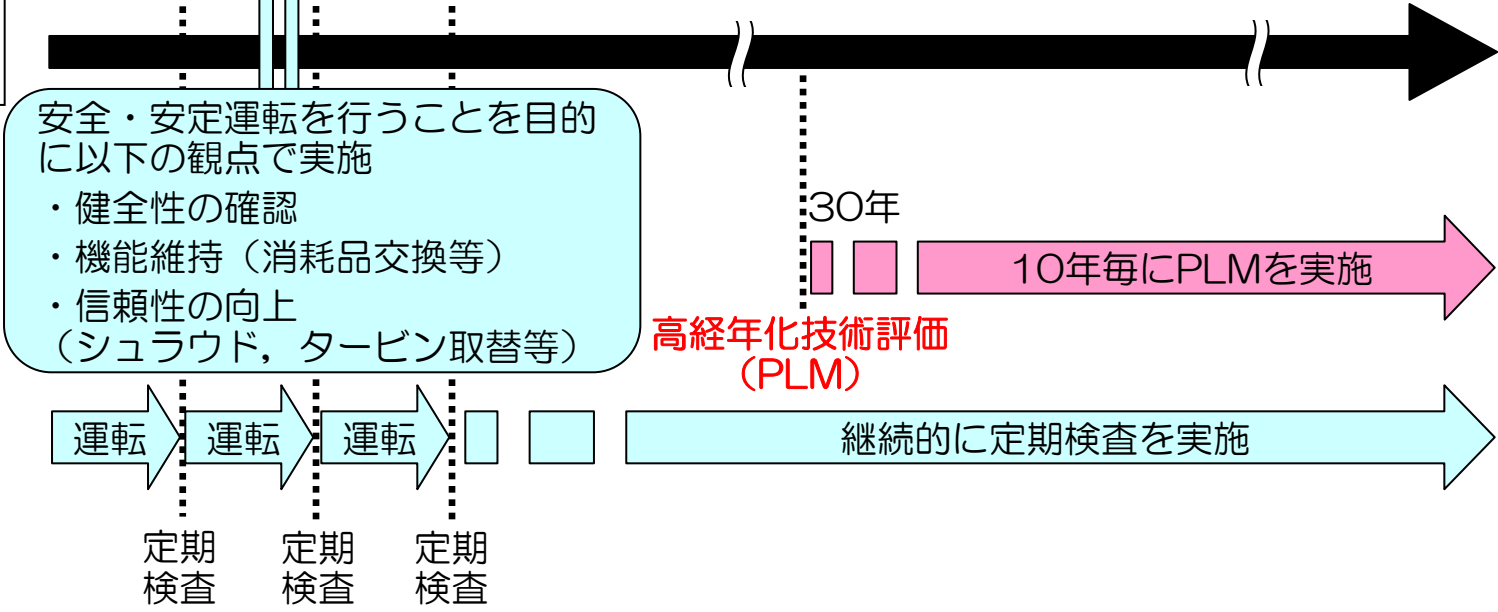 安全・安定運転を行うことを目的
に以下の観点で実施
・健全性の確認
・機能維持（消耗品交換等）
・信頼性の向上
（シュラウド，タービン取替等）
30年
10年毎にPLMを実施
高経年化技術評価
（PLM）
運転
運転
運転
継続的に定期検査を実施
定期
検査
定期
検査
定期
検査